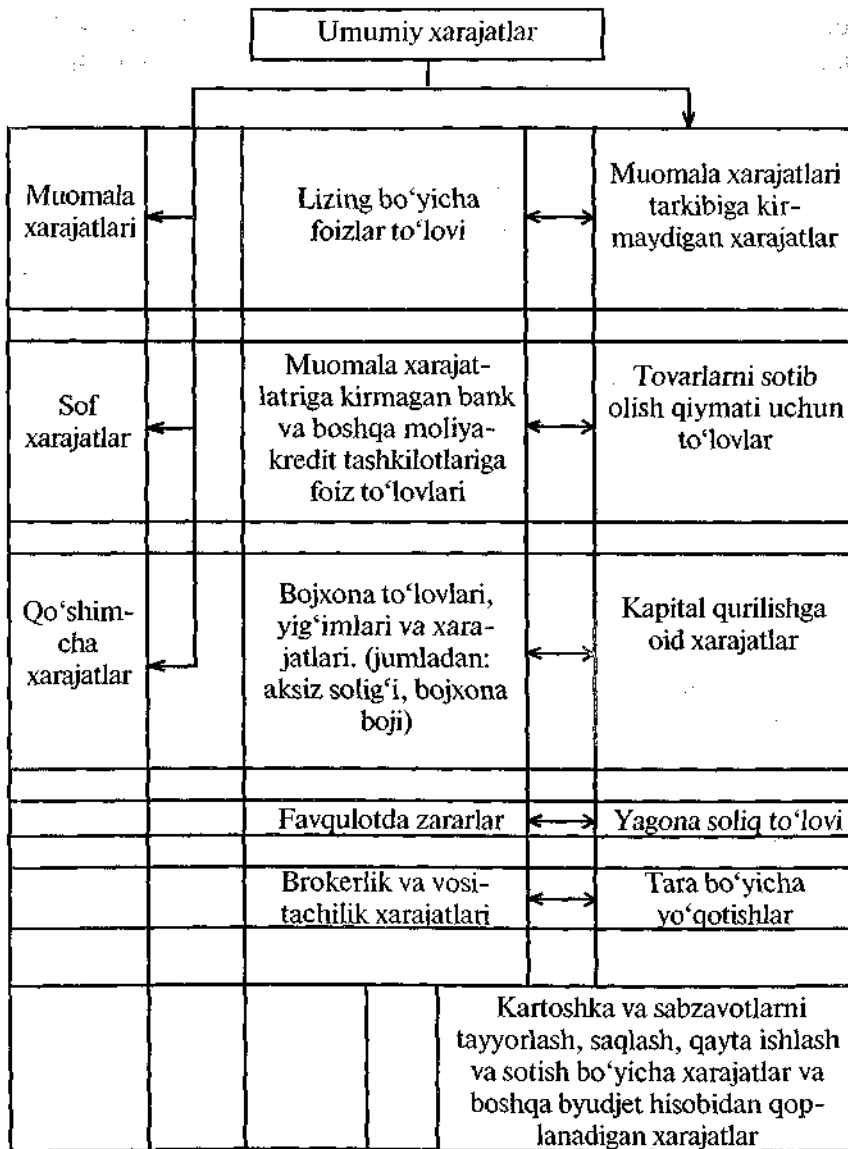 Umumiy xarajatlar
Muomala
xarajatlari
Lizing bo‘yicha
foizlar to‘lovi
Muomala xarajatlari
tarkibiga kir-
maydigan xarajatlar
Sof
xarajatlar
Muomala xarajat-
latriga kirmagan bank
va boshqa moliya-
kredit tashkilotlariga
foiz to‘lovlari
Tovarlarni sotib
olish qiymati uchun
to‘lovlar
Qo‘shim-
cha
xarajatlar
Bojxona to‘lovlari,
yig‘imlari va xara-
jatlari. (jumladan:
aksiz solig‘i, bojxona
boji)
Kapital qurilishga
oid xarajatlar
Favqulotda zararlar
Yagona soliq to‘lovi
Brokerlik va vosi-
tachilik xarajatlari
Tara bo‘yicha
yo‘qotishlar
Kartoshka va sabzavotlarni
tayyorlash, saqlash, qayta ishlash
va sotish bo‘yicha xarajatlar va
boshqa byudjet hisobidan qop-
lanadigan xarajatlar